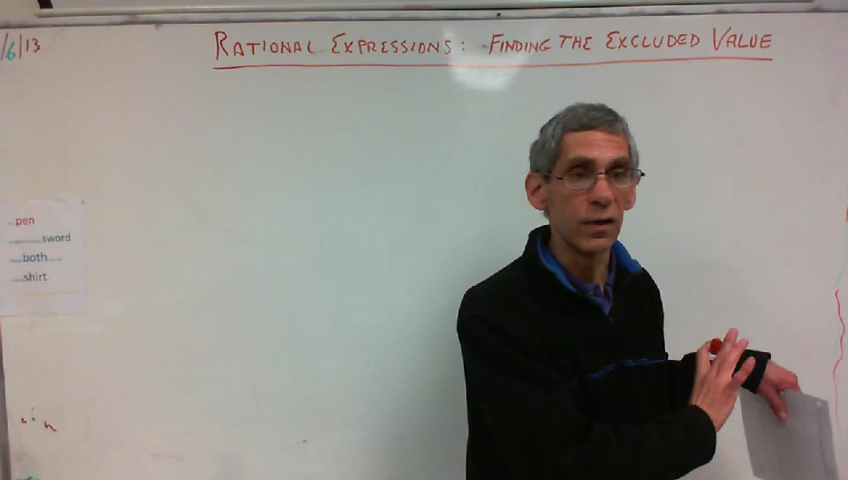 /6/13
RATIONAL EXPRESSIONS: FINDING THE EXCLUDED VALUE
pen
sword
both
shirt